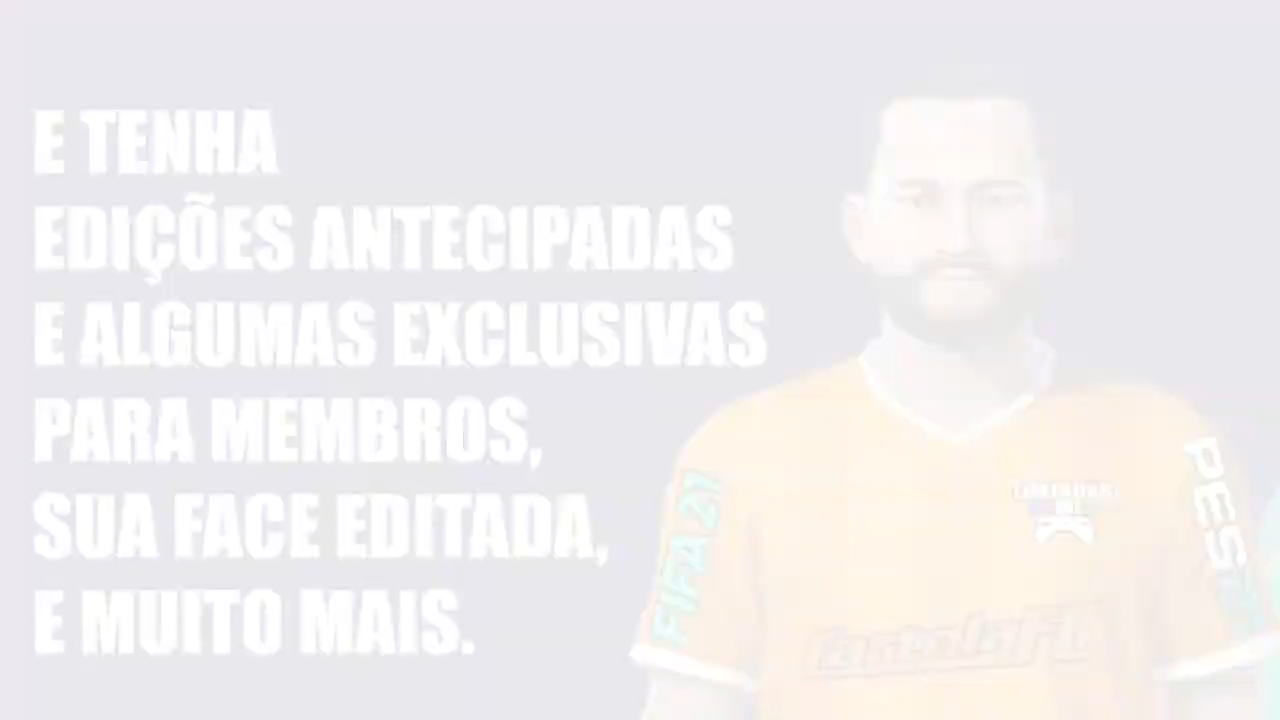 E TENHA
EDIÇÕES ANTECIPADAS
E ALGUMAS EXCLUSIVAS
PARA MEMBROS,
SUA FACE EDITADA,
E MUITO MAIS.
FIFA 21
PES